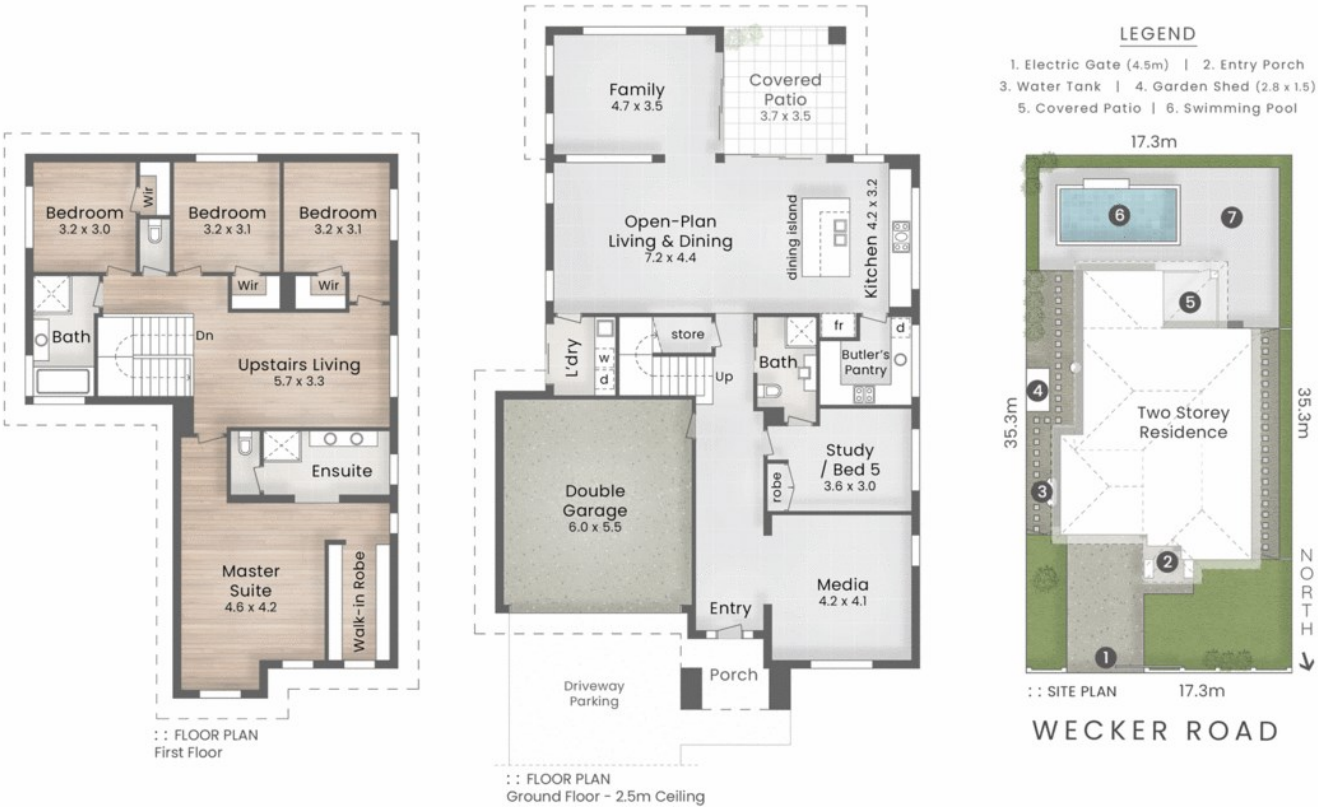 Bedroom
3.2 x 3.0
Wir
Bedroom
3.2 x 3.1
Bedroom
3.2 x 3.1
Wir
Wir
Bath
Dn
Upstairs Living
5.7 x 3.3
Ensuite
Master
Suite
4.6 x 4.2
Walk-in Robe
:: FLOOR PLAN
First Floor
Family
4.7 x 3.5
Covered
Patio
3.7 x 3.5
Open-Plan
Living & Dining
7.2 x 4.4
dining island
Kitchen 4.2 x 3.2
L'dry
w
d
store
Up
Bath
fr
d
Butler's
Pantry
Double
Garage
6.0 x 5.5
Study
/ Bed 5
3.6 x 3.0
robe
Media
4.2 x 4.1
Entry
Porch
Driveway
Parking
:: FLOOR PLAN
Ground Floor - 2.5m Ceiling
LEGEND
1. Electric Gate (4.5m) | 2. Entry Porch
3. Water Tank | 4. Garden Shed (2.8 x 1.5)
5. Covered Patio | 6. Swimming Pool
17.3m
6
7
5
4
35.3m
35.3m
Two Storey
Residence
3
2
1
NORTH
:: SITE PLAN
17.3m
WECKER ROAD